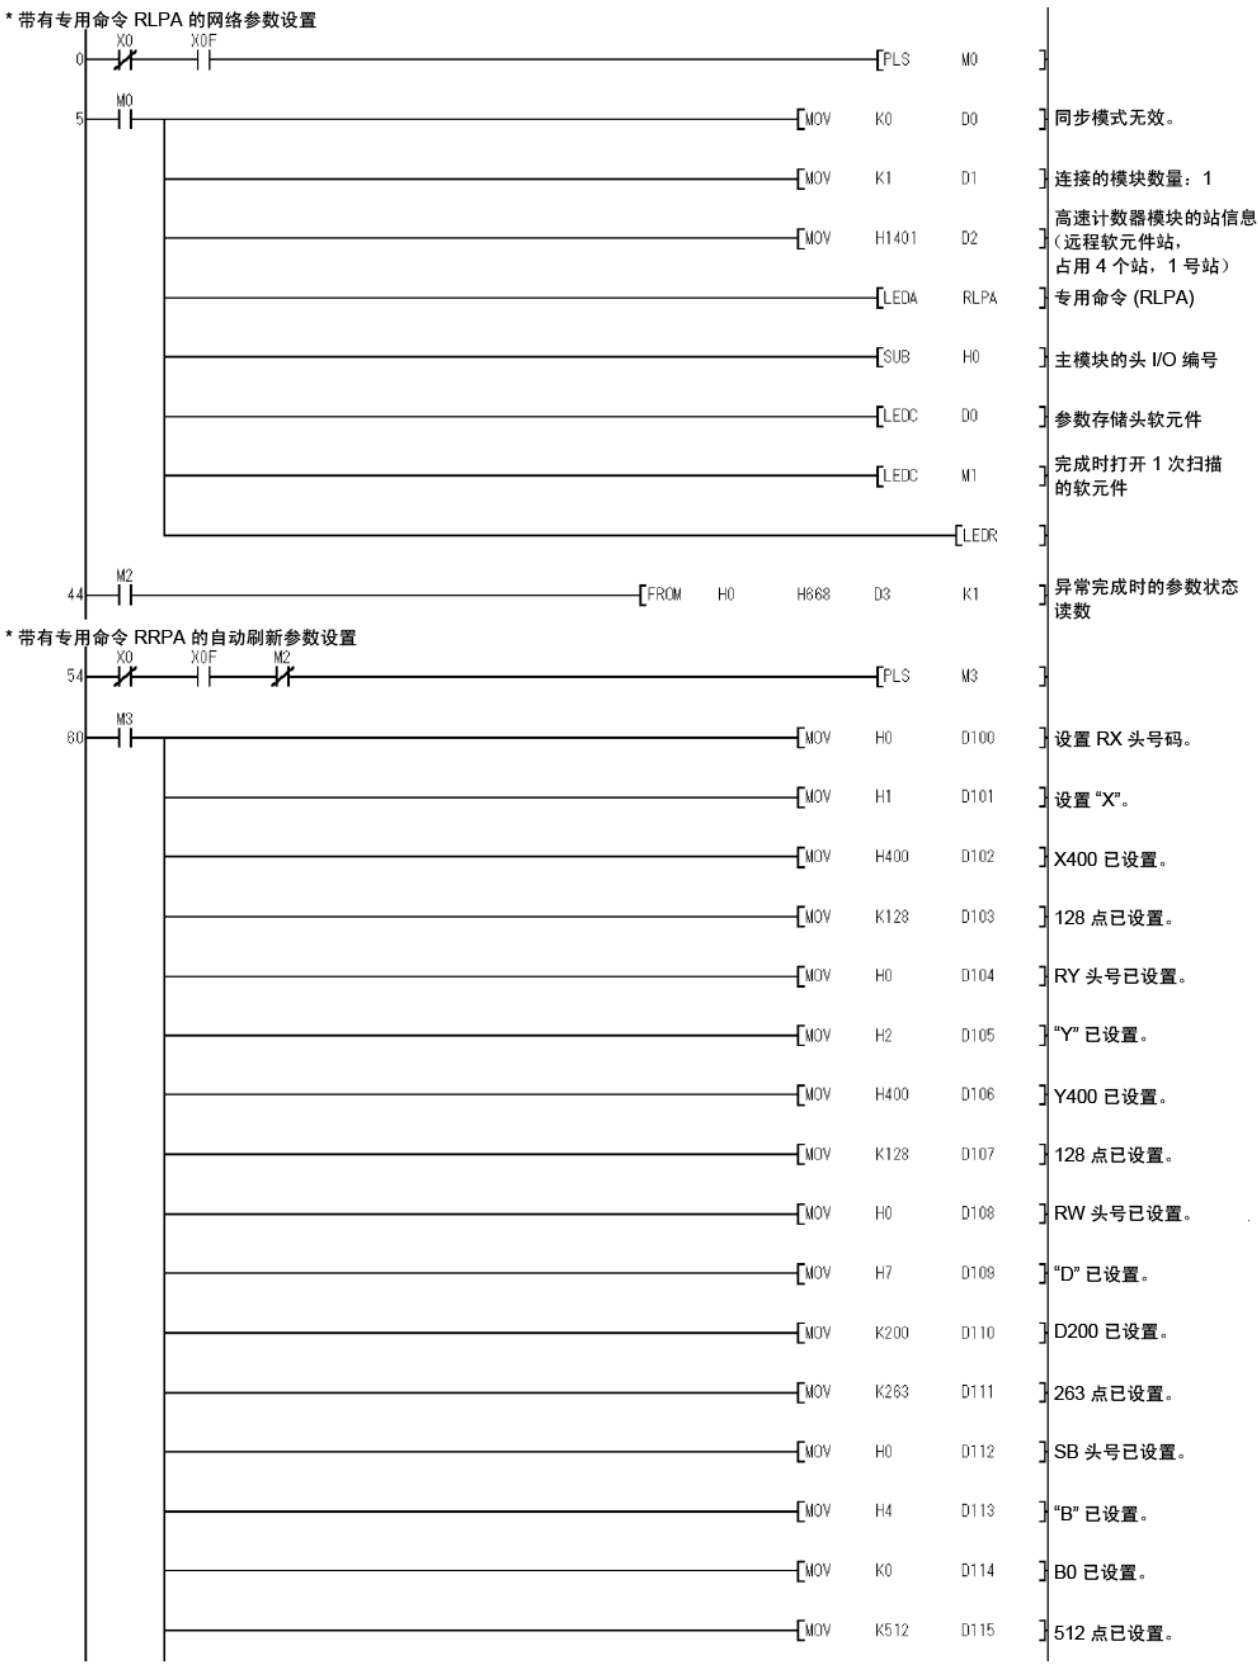 * 带有专用命令 RLPA 的网络参数设置
X0 X0F
0 PLS M0
M0
5 MOV K0 D0 同步模式无效。
MOV K1 D1 连接的模块数量：1
高速计数器模块的站信息
MOV H1401 D2 （远程软元件站，
占用 4 个站，1 号站）
LEDA RLPA 专用命令 (RLPA)
SUB H0 主模块的头 I/O 编号
LEDC D0 参数存储头软元件
完成时打开 1 次扫描
LEDC M1 的软元件
LEDR
M2
44 FROM H0 H668 D3 K1 异常完成时的参数状态
读数
* 带有专用命令 RRPA 的自动刷新参数设置
X0 X0F M2
54 PLS M3
M3
60 MOV H0 D100 设置 RX 头号码。
MOV H1 D101 设置 “X”。
MOV H400 D102 X400 已设置。
MOV K128 D103 128 点已设置。
MOV H0 D104 RY 头号已设置。
MOV H2 D105 “Y” 已设置。
MOV H400 D106 Y400 已设置。
MOV K128 D107 128 点已设置。
MOV H0 D108 RW 头号已设置。
MOV H7 D109 “D” 已设置。
MOV K200 D110 D200 已设置。
MOV K263 D111 263 点已设置。
MOV H0 D112 SB 头号已设置。
MOV H4 D113 “B” 已设置。
MOV K0 D114 B0 已设置。
MOV K512 D115 512 点已设置。